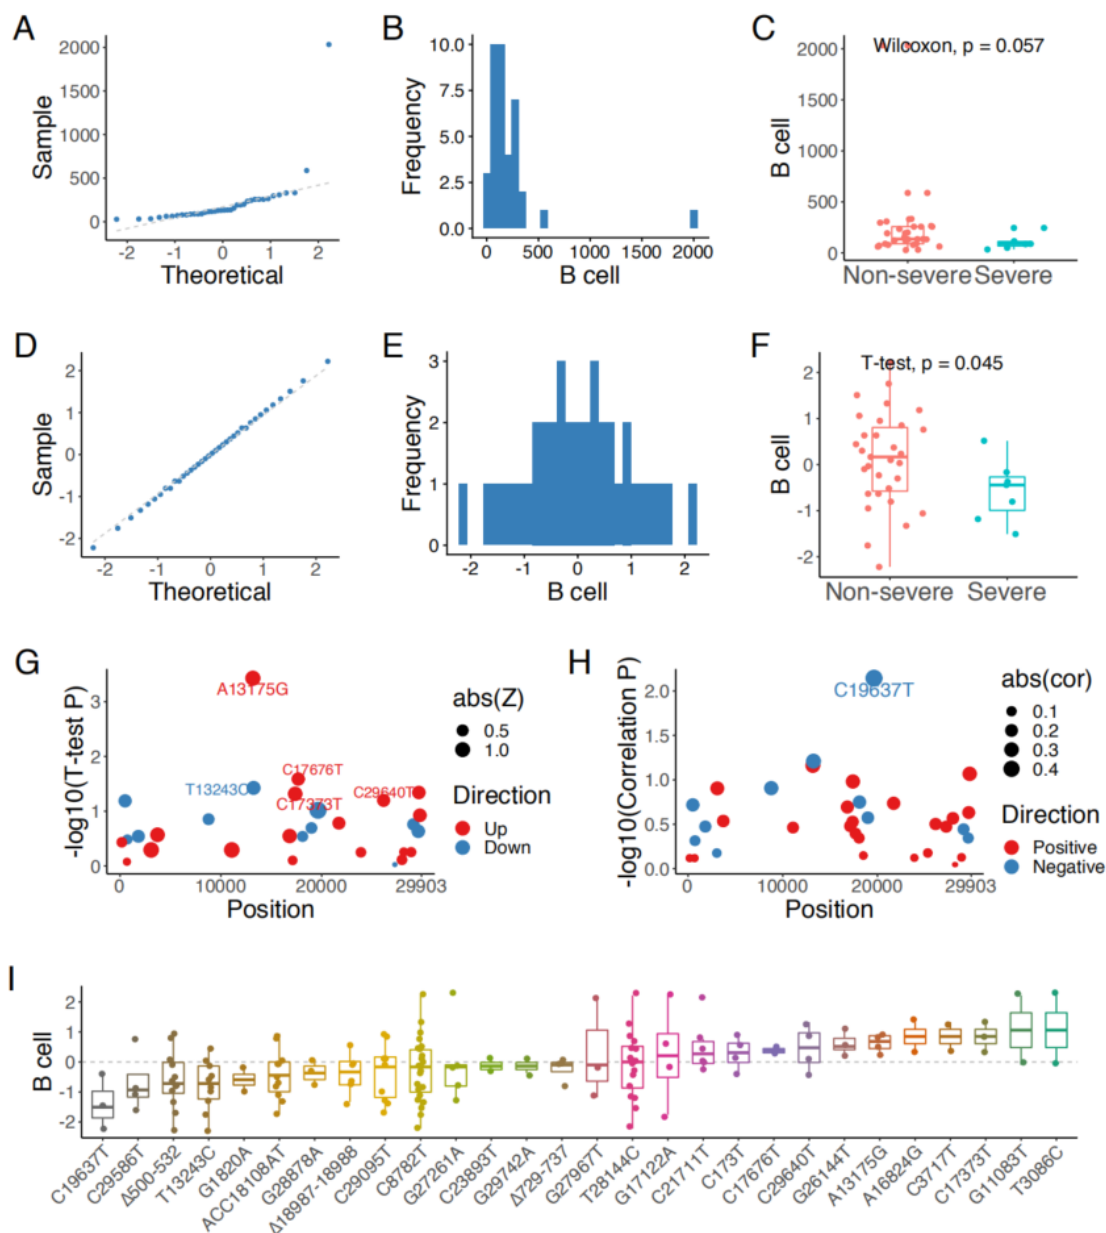 A
2000
1500
1000
500
0
Sample
-2 -1 0 1 2
Theoretical
B
10.0
7.5
5.0
2.5
0.0
Frequency
0 500 1000 1500 2000
B cell
C
Wilcoxon, p = 0.057
2000
1500
1000
500
0
B cell
Non-severe Severe
D
2
1
0
-1
-2
Sample
-2 -1 0 1 2
Theoretical
E
3
2
1
0
Frequency
-2 -1 0 1 2
B cell
F
T-test, p = 0.045
2
1
0
-1
-2
B cell
Non-severe Severe
G
A13175G
C17676T
T13243C
C17373T
C29640T
3
2
1
0
-log10(T-test P)
0 10000 20000 29903
Position
abs(Z)
0.5
1.0
Direction
Up
Down
H
C19637T
2.0
1.5
1.0
0.5
0.0
-log10(Correlation P)
0 10000 20000 29903
Position
abs(cor)
0.1
0.2
0.3
0.4
Direction
Positive
Negative
I
2
1
0
-1
-2
B cell
C19637T
C29586T
Δ500-532
T13243C
G1820A
ACC18108AT
G28878A
Δ18987-18988
C29095T
C8782T
G27261A
C23893T
G29742A
Δ729-737
G27967T
T28144C
G17122A
C21711T
C173T
C17676T
C29640T
G26144T
A13175G
A16824G
C3717T
C17373T
G11083T
T3086C